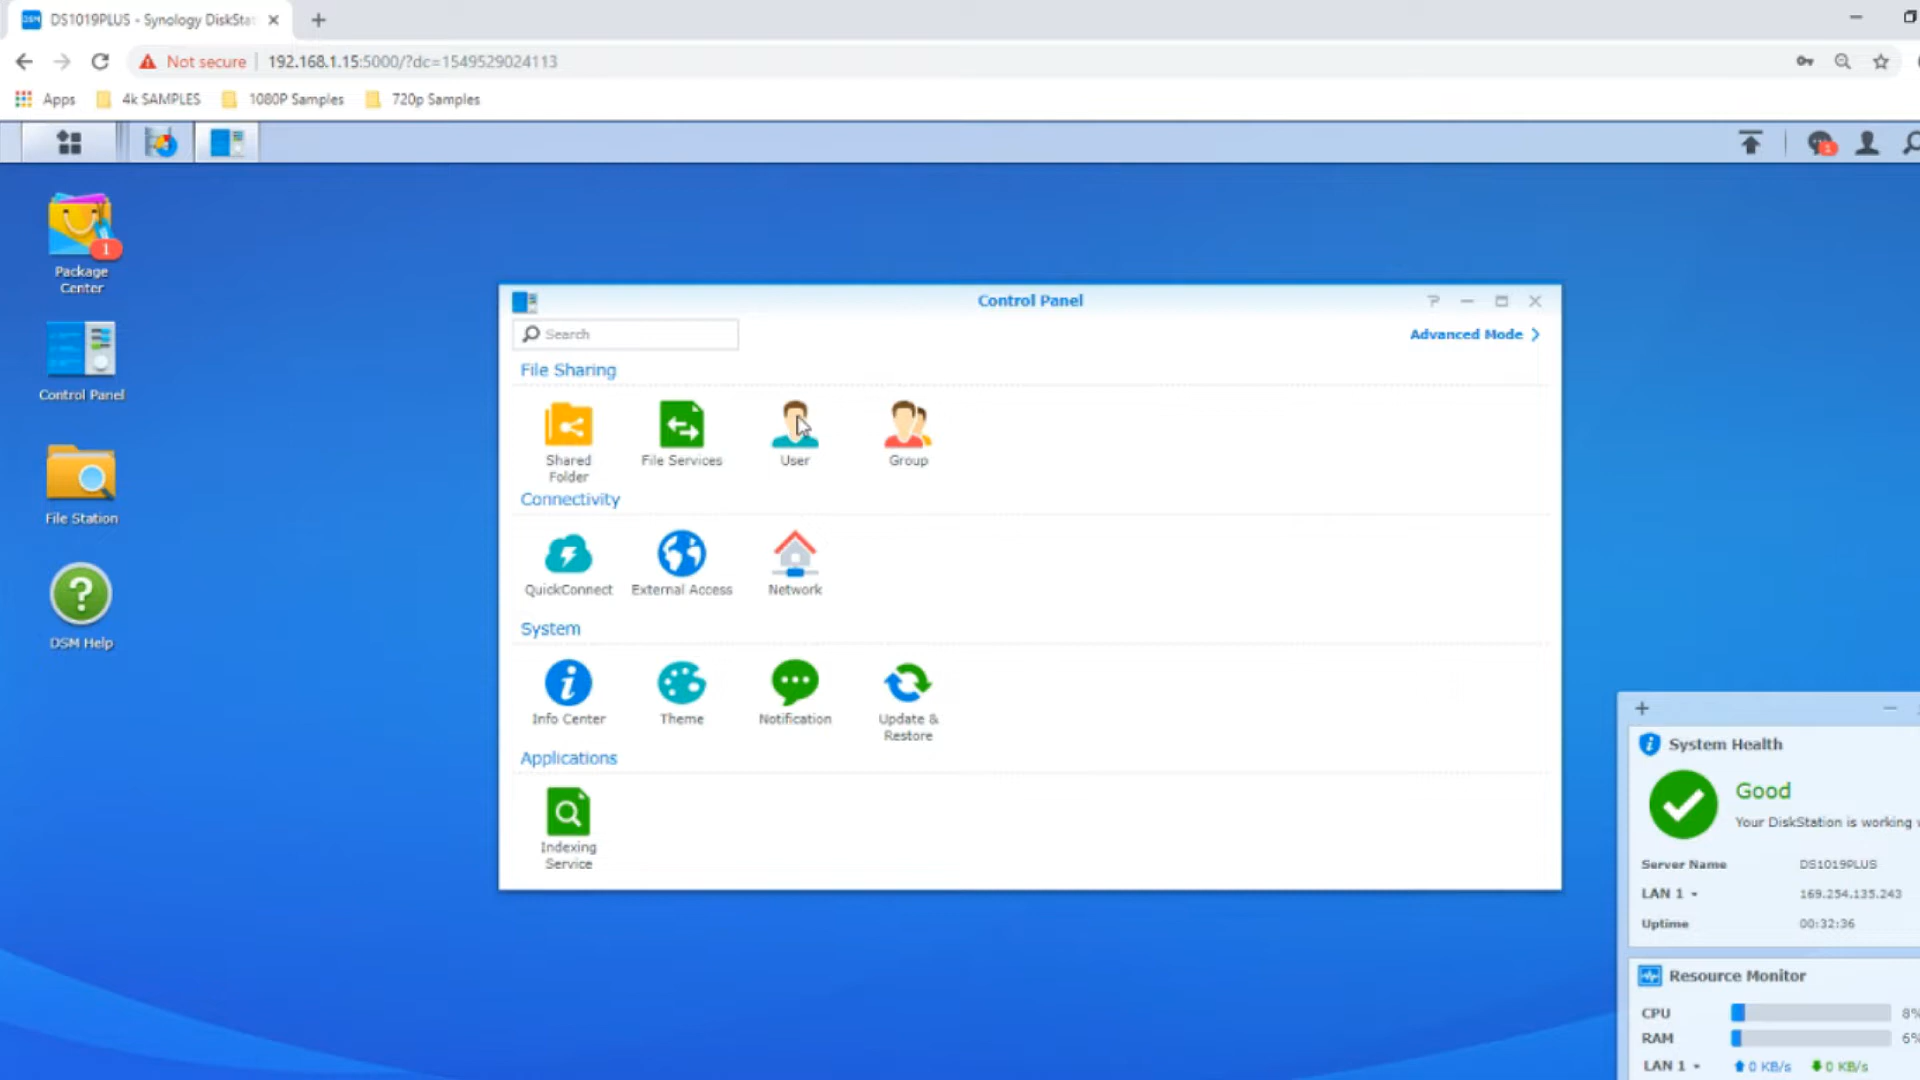 DS1019PLUS - Synology DiskSta
Not secure
192.168.1.15:5000/?dc=1549529024113
Apps
4k SAMPLES
1080P Samples
720p Samples
1
1
Package
Center
Control Panel
File Station
?
DSM Help
Control Panel
Search
Advanced Mode
File Sharing
Shared
Folder
File Services
User
Group
Connectivity
QuickConnect
External Access
Network
System
Info Center
Theme
Notification
Update &
Restore
Applications
Indexing
Service
System Health
Good
Your DiskStation is working
Server Name DS1019PLUS
LAN 1 169.254.135.243
Uptime 00:32:36
Resource Monitor
CPU 8%
RAM 6%
LAN 1 0 KB/s 0 KB/s